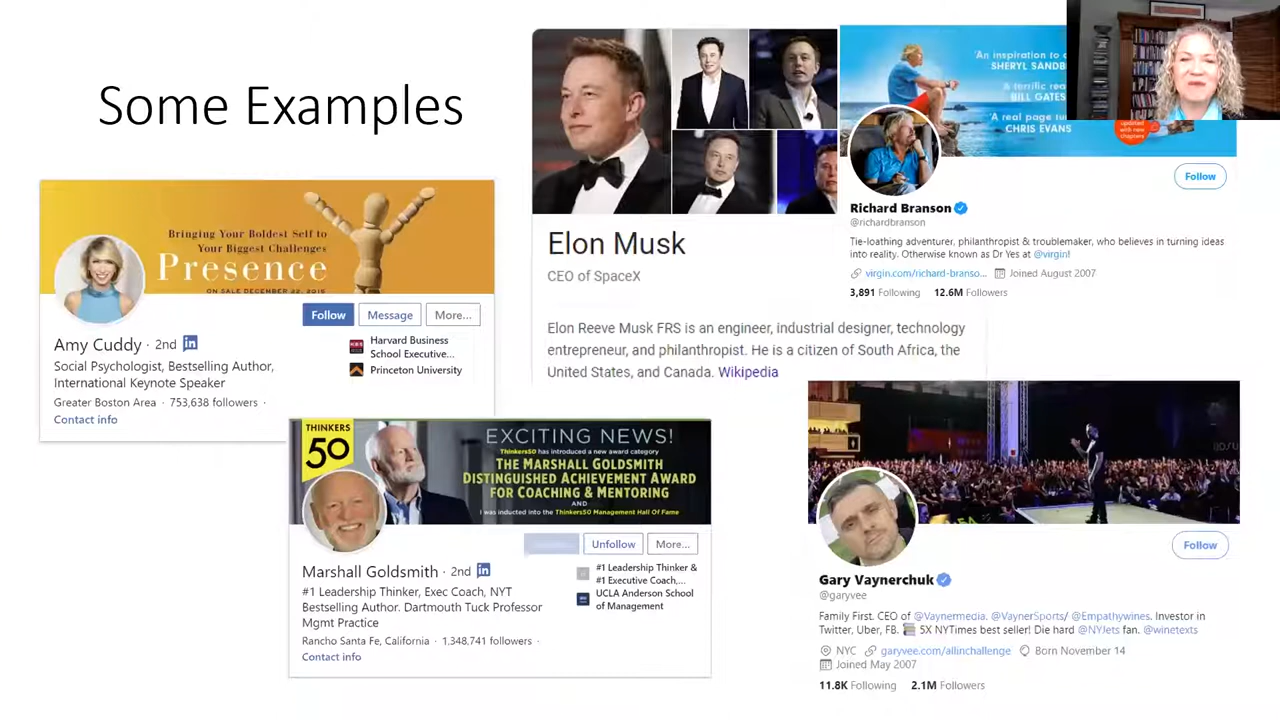 Some Examples
Bringing Your Boldest Self to
Your Biggest Challenges
Presence
ON SALE DECEMBER 22, 2015
Follow
Message
More...
Amy Cuddy · 2nd in
Social Psychologist, Bestselling Author,
International Keynote Speaker
Greater Boston Area · 753,638 followers ·
Contact info
Harvard Business
School Executive...
Princeton University
THINKERS
50
EXCITING NEWS!
Thinkers50 has introduced a new award category
THE MARSHALL GOLDSMITH
DISTINGUISHED ACHIEVEMENT AWARD
FOR COACHING & MENTORING
AND
I was inducted into the Thinkers50 Management Hall Of Fame
Unfollow
More...
Marshall Goldsmith · 2nd in
#1 Leadership Thinker, Exec Coach, NYT
Bestselling Author. Dartmouth Tuck Professor
Mgmt Practice
Rancho Santa Fe, California · 1,348,741 followers ·
Contact info
#1 Leadership Thinker &
#1 Executive Coach,...
UCLA Anderson School
of Management
Elon Musk
CEO of SpaceX
Elon Reeve Musk FRS is an engineer, industrial designer, technology
entrepreneur, and philanthropist. He is a citizen of South Africa, the
United States, and Canada. Wikipedia
'An inspiration to
SHERYL SANDB
'A terrific
BILL GATES
'A real page
CHRIS EVANS
updated
with new
chapters
Follow
Richard Branson
@richardbranson
Tie-loathing adventurer, philanthropist & troublemaker, who believes in turning ideas
into reality. Otherwise known as Dr Yes at @virgin!
virgin.com/richard-branso... Joined August 2007
3,891 Following 12.6M Followers
Follow
Gary Vaynerchuk
@garyvee
Family First. CEO of @Vaynermedia. @VaynerSports/ @Empathywines. Investor in
Twitter, Uber, FB. 5X NYTimes best seller! Die hard @NYJets fan. @winetexts
NYC garyvee.com/allinchallenge Born November 14
Joined May 2007
11.8K Following 2.1M Followers